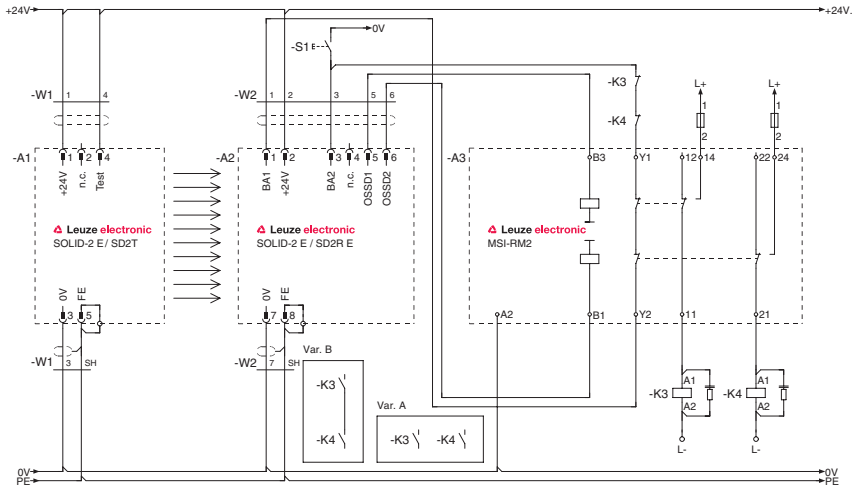 +24V +24V.
0V
-S1 E
-K3 L+ L+
-W1 1 4 -W2 1 2 3 5 6
1 1
-K4
2 2
-A1 1 2 4 -A2 1 2 3 4 5 6 -A3 B3 Y1 12 14 22 24
+24V n.c. Test BA1 +24V BA2 n.c. OSSD1 OSSD2
Leuze electronic Leuze electronic Leuze electronic
SOLID-2 E / SD2T SOLID-2 E / SD2R E MSI-RM2
0V FE 0V FE
3 5 7 8 A2 B1 Y2 11 21
-W1 3 SH -W2 7 SH
Var. B
-K3
-K4
Var. A
-K3 -K4
-K3 A1 A2 -K4 A1 A2
L- L-
0V 0V
PE PE